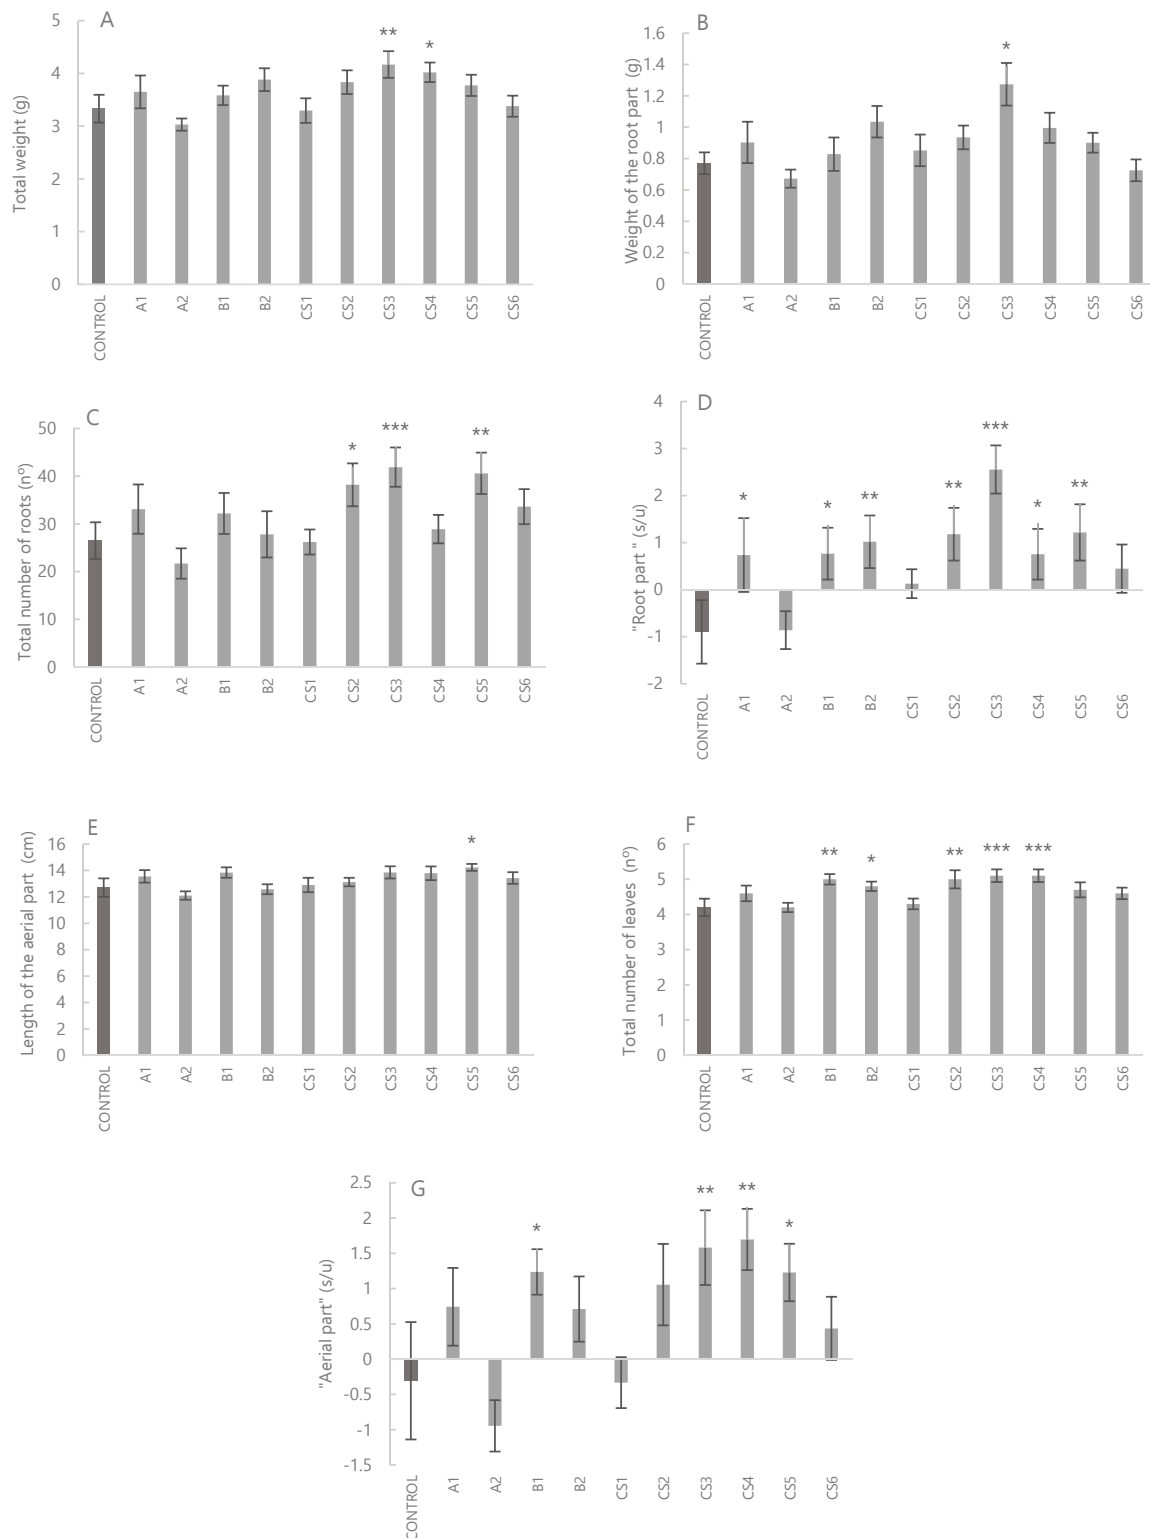 A
Total weight (g)
5
4
3
2
1
0
** *
CONTROL A1 A2 B1 B2 CS1 CS2 CS3 CS4 CS5 CS6
B
Weight of the root part (g)
1.6
1.4
1.2
1
0.8
0.6
0.4
0.2
0
*
CONTROL A1 A2 B1 B2 CS1 CS2 CS3 CS4 CS5 CS6
C
Total number of roots (nº)
50
40
30
20
10
0
* *** **
CONTROL A1 A2 B1 B2 CS1 CS2 CS3 CS4 CS5 CS6
D
"Root part " (s/u)
4
3
2
1
0
-1
-2
* * ** ** *** * **
CONTROL A1 A2 B1 B2 CS1 CS2 CS3 CS4 CS5 CS6
E
Length of the aerial part (cm)
16
14
12
10
8
6
4
2
0
*
CONTROL A1 A2 B1 B2 CS1 CS2 CS3 CS4 CS5 CS6
F
Total number of leaves (nº)
6
5
4
3
2
1
0
** * ** *** ***
CONTROL A1 A2 B1 B2 CS1 CS2 CS3 CS4 CS5 CS6
G
"Aerial part" (s/u)
2.5
2
1.5
1
0.5
0
-0.5
-1
-1.5
* ** ** *
CONTROL A1 A2 B1 B2 CS1 CS2 CS3 CS4 CS5 CS6